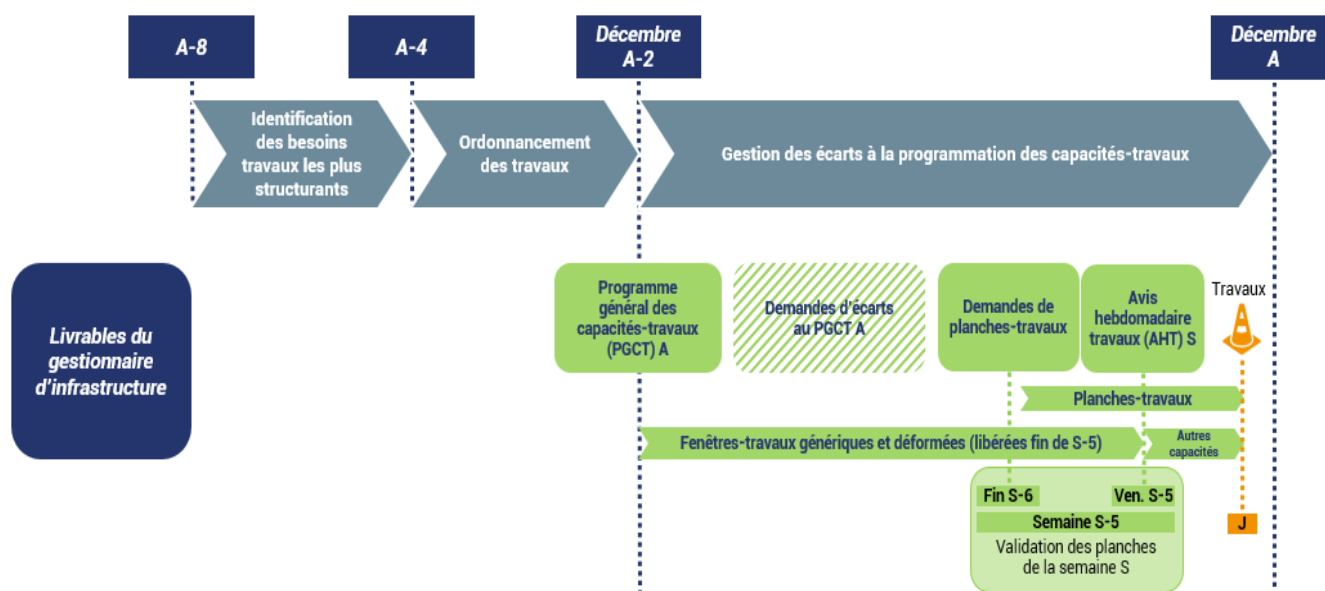 A-8
A-4
Décembre
A-2
Décembre
A
Identification
des besoins
travaux les plus
structurants
Ordonnancement
des travaux
Gestion des écarts à la programmation des capacités-travaux
Livrables du
gestionnaire
d'infrastructure
Programme
général des
capacités-travaux
(PGCT) A
Demandes d'écarts
au PGCT A
Demandes de
planches-travaux
Avis
hebdomadaire
travaux (AHT) S
Travaux
Planches-travaux
Fenêtres-travaux génériques et déformées (libérées fin de S-5)
Autres
capacités
Fin S-6
Ven. S-5
Semaine S-5
Validation des planches
de la semaine S
J